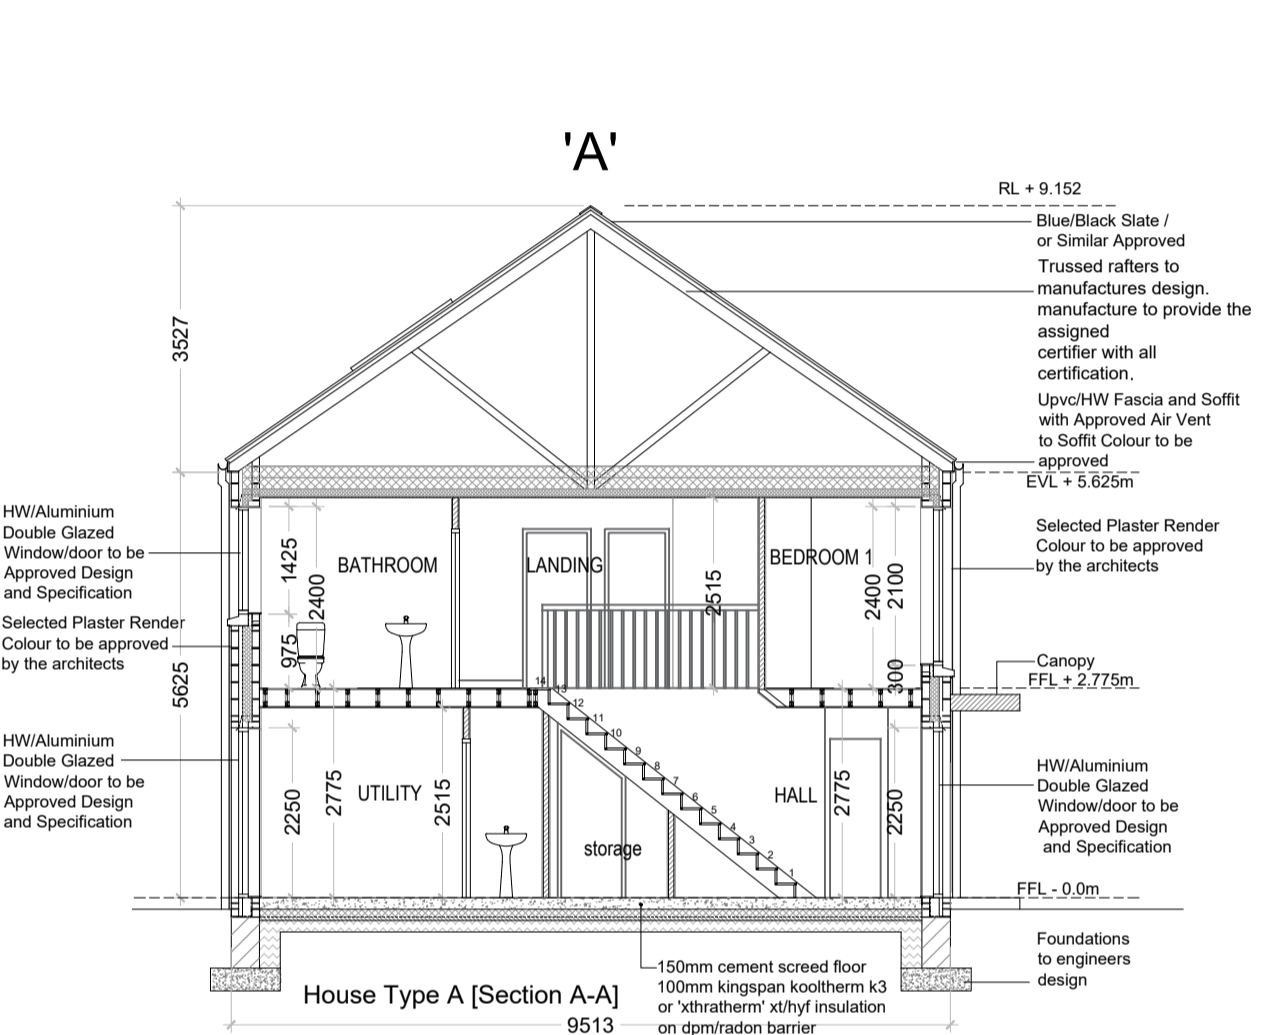 'A'
RL + 9.152
Blue/Black Slate /
or Similar Approved
Trussed rafters to
manufactures design.
manufacture to provide the
assigned
certifier with all
certification.
3527
Upvc/HW Fascia and Soffit
with Approved Air Vent
to Soffit Colour to be
approved
EVL + 5.625m
HW/Aluminium
Double Glazed
Window/door to be
Approved Design
and Specification
Selected Plaster Render
Colour to be approved
by the architects
5625
1425
2400
975
BATHROOM
LANDING
2515
BEDROOM 1
2400
2100
300
Selected Plaster Render
Colour to be approved
by the architects
Canopy
FFL + 2.775m
14
13
12
11
10
9
8
7
6
5
4
3
2
1
HW/Aluminium
Double Glazed
Window/door to be
Approved Design
and Specification
2250
2775
UTILITY
2515
storage
HALL
2775
2250
HW/Aluminium
Double Glazed
Window/door to be
Approved Design
and Specification
FFL - 0.0m
Foundations
to engineers
design
150mm cement screed floor
100mm kingspan kooltherm k3
or 'xthratherm' xt/hyf insulation
on dpm/radon barrier
House Type A [Section A-A]
9513